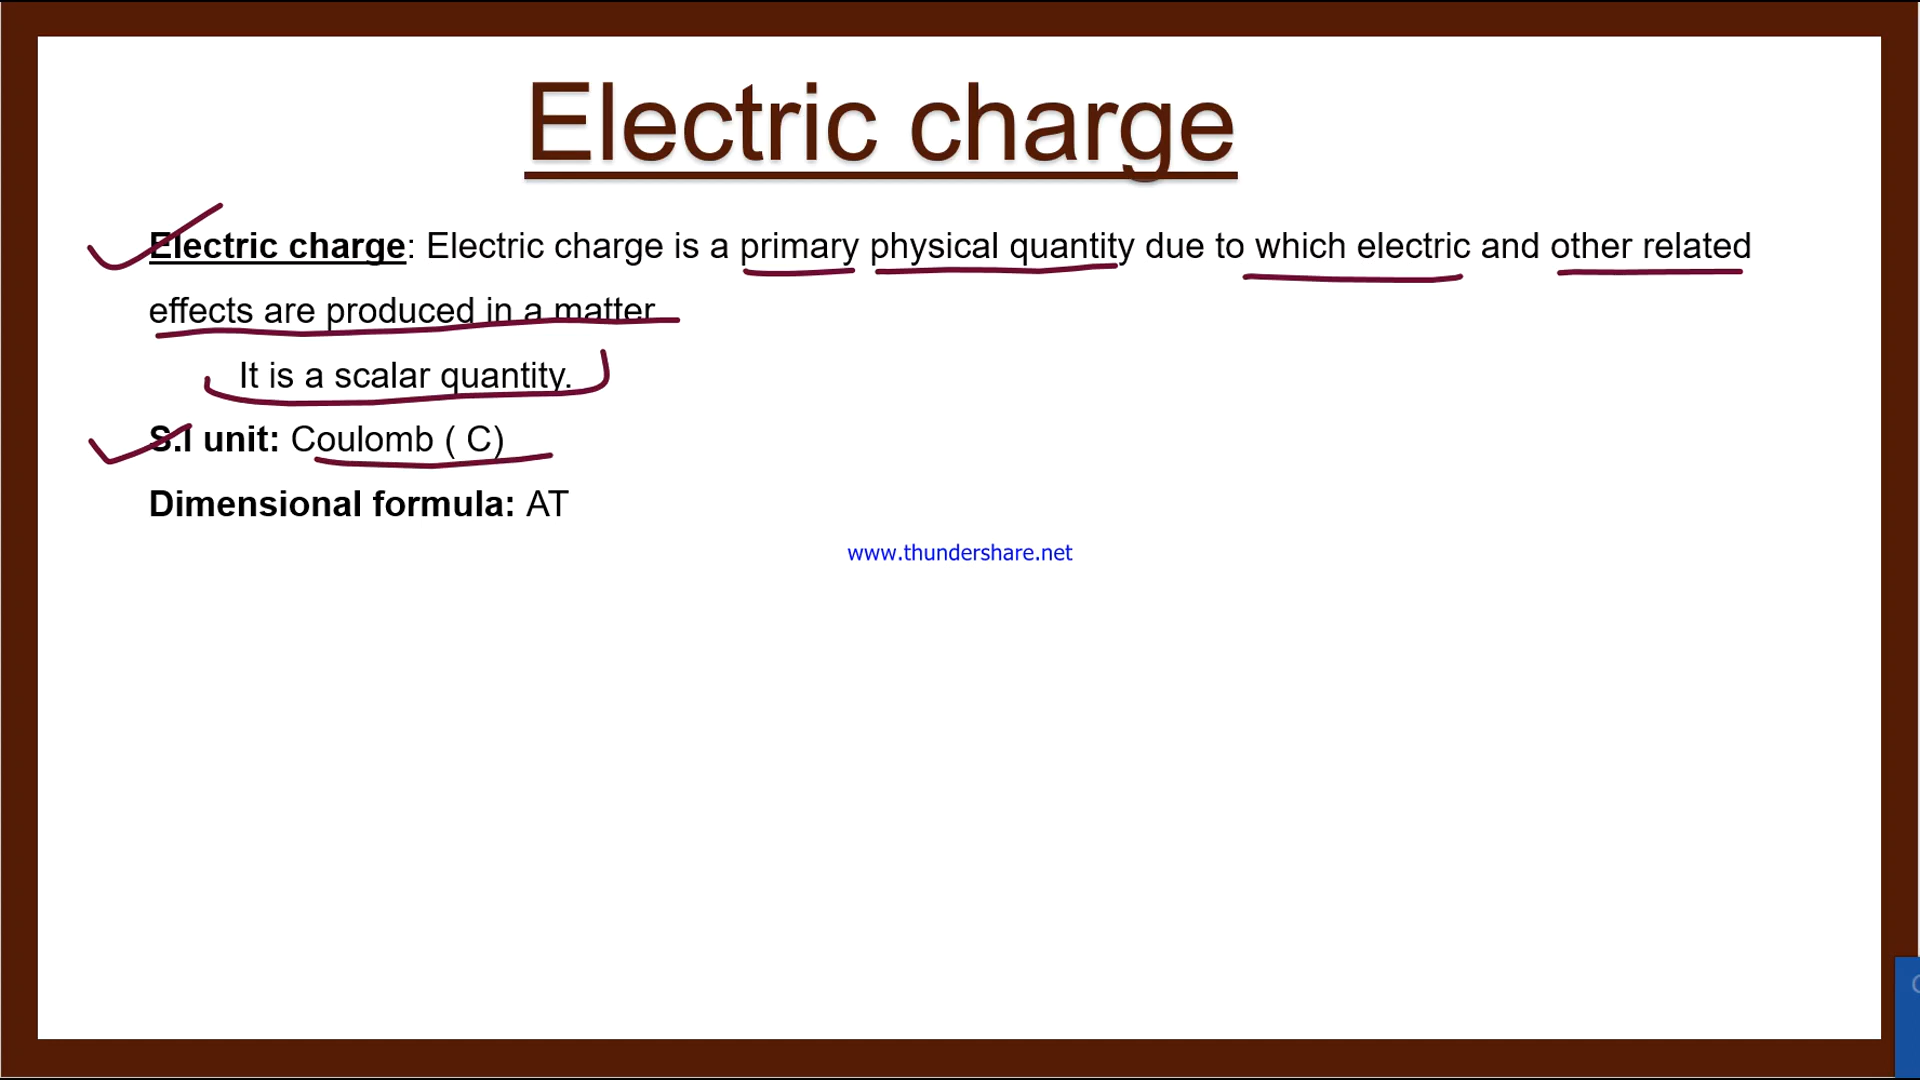 Electric charge
Electric charge: Electric charge is a primary physical quantity due to which electric and other related
effects are produced in a matter
It is a scalar quantity.
S.I unit: Coulomb ( C)
Dimensional formula: AT
www.thundershare.net